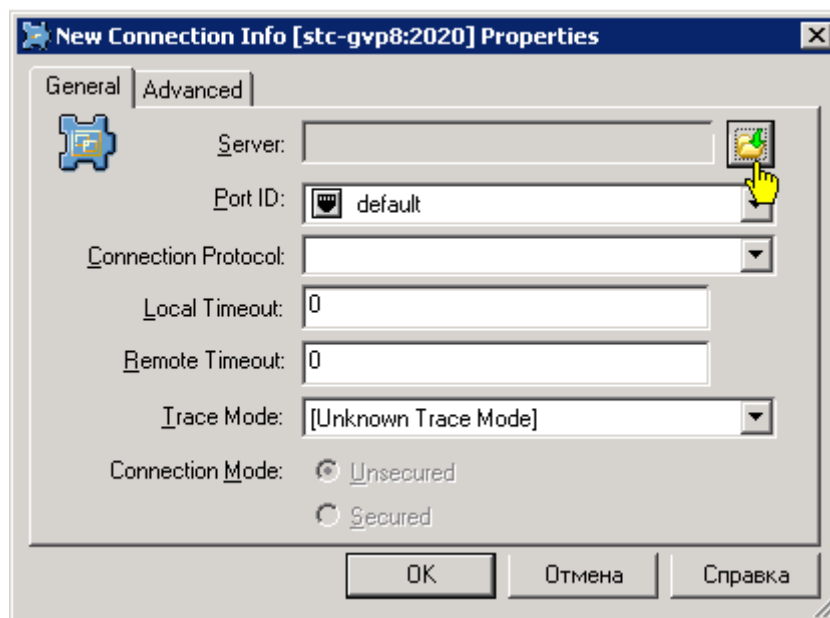 New Connection Info [stc-gvp8:2020] Properties
General Advanced
Server:
Port ID: default
Connection Protocol:
Local Timeout: 0
Remote Timeout: 0
Trace Mode: [Unknown Trace Mode]
Connection Mode: Unsecured
Secured
OK Отмена Справка